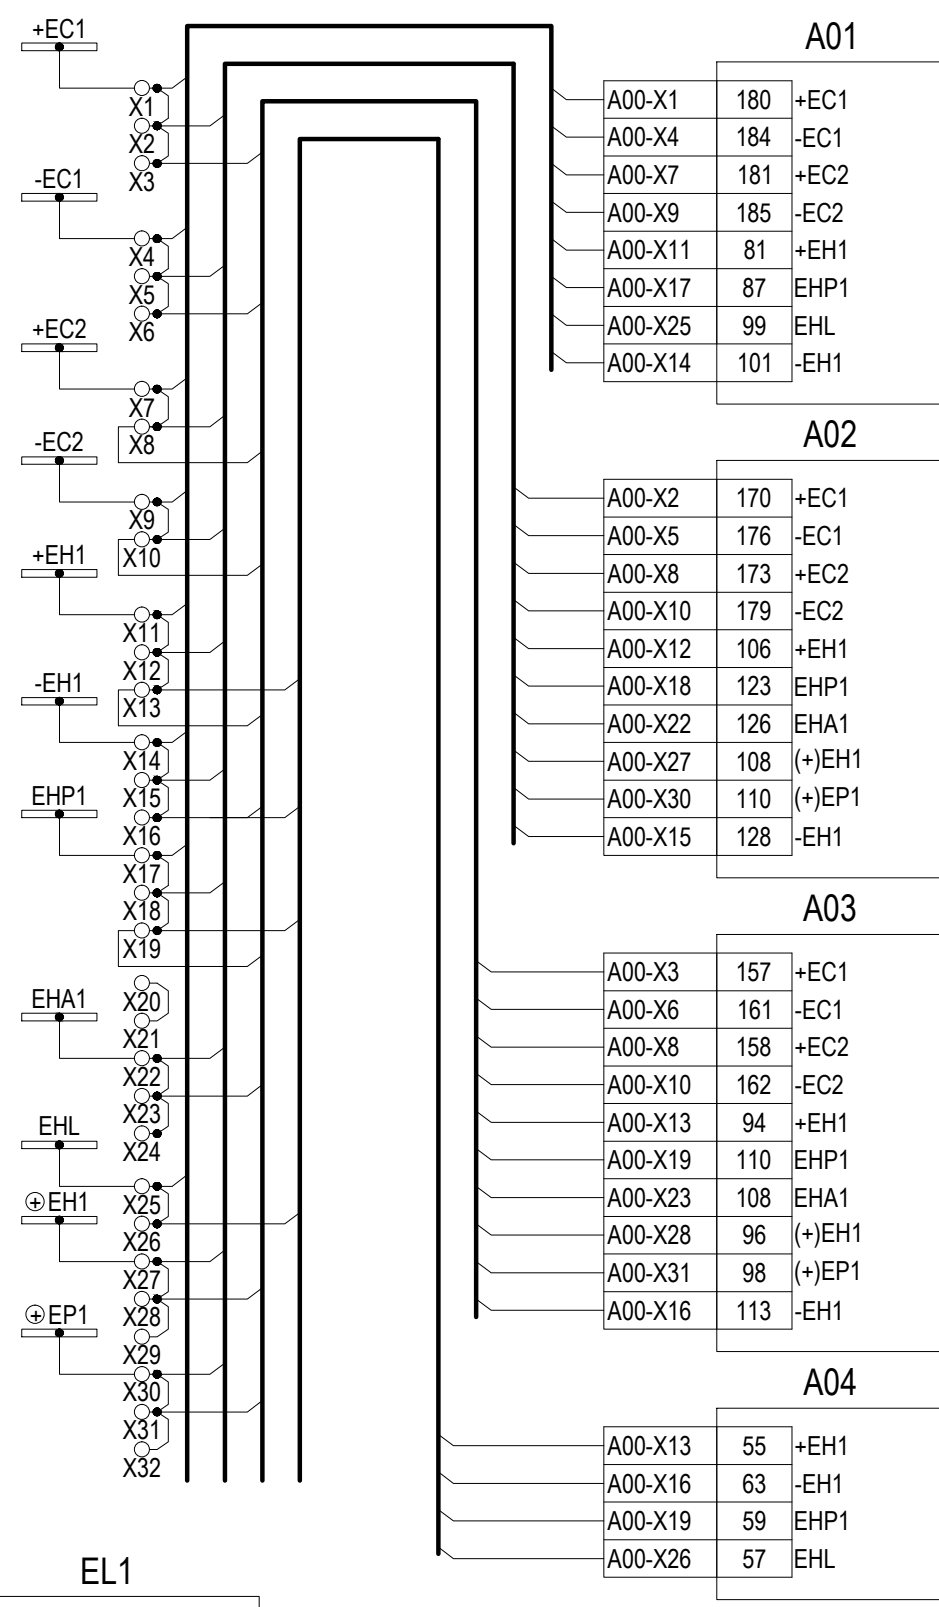 +EC1
X1
X2
X3
-EC1
X4
X5
X6
+EC2
X7
X8
-EC2
X9
X10
+EH1
X11
X12
X13
-EH1
X14
X15
X16
EHP1
X17
X18
X19
X20
X21
EHA1
X22
X23
X24
EHL
X25
X26
⊕EH1
X27
X28
X29
⊕EP1
X30
X31
X32
EL1
A01
A00-X1 180 +EC1
A00-X4 184 -EC1
A00-X7 181 +EC2
A00-X9 185 -EC2
A00-X11 81 +EH1
A00-X17 87 EHP1
A00-X25 99 EHL
A00-X14 101 -EH1
A02
A00-X2 170 +EC1
A00-X5 176 -EC1
A00-X8 173 +EC2
A00-X10 179 -EC2
A00-X12 106 +EH1
A00-X18 123 EHP1
A00-X22 126 EHA1
A00-X27 108 (+)EH1
A00-X30 110 (+)EP1
A00-X15 128 -EH1
A03
A00-X3 157 +EC1
A00-X6 161 -EC1
A00-X8 158 +EC2
A00-X10 162 -EC2
A00-X13 94 +EH1
A00-X19 110 EHP1
A00-X23 108 EHA1
A00-X28 96 (+)EH1
A00-X31 98 (+)EP1
A00-X16 113 -EH1
A04
A00-X13 55 +EH1
A00-X16 63 -EH1
A00-X19 59 EHP1
A00-X26 57 EHL